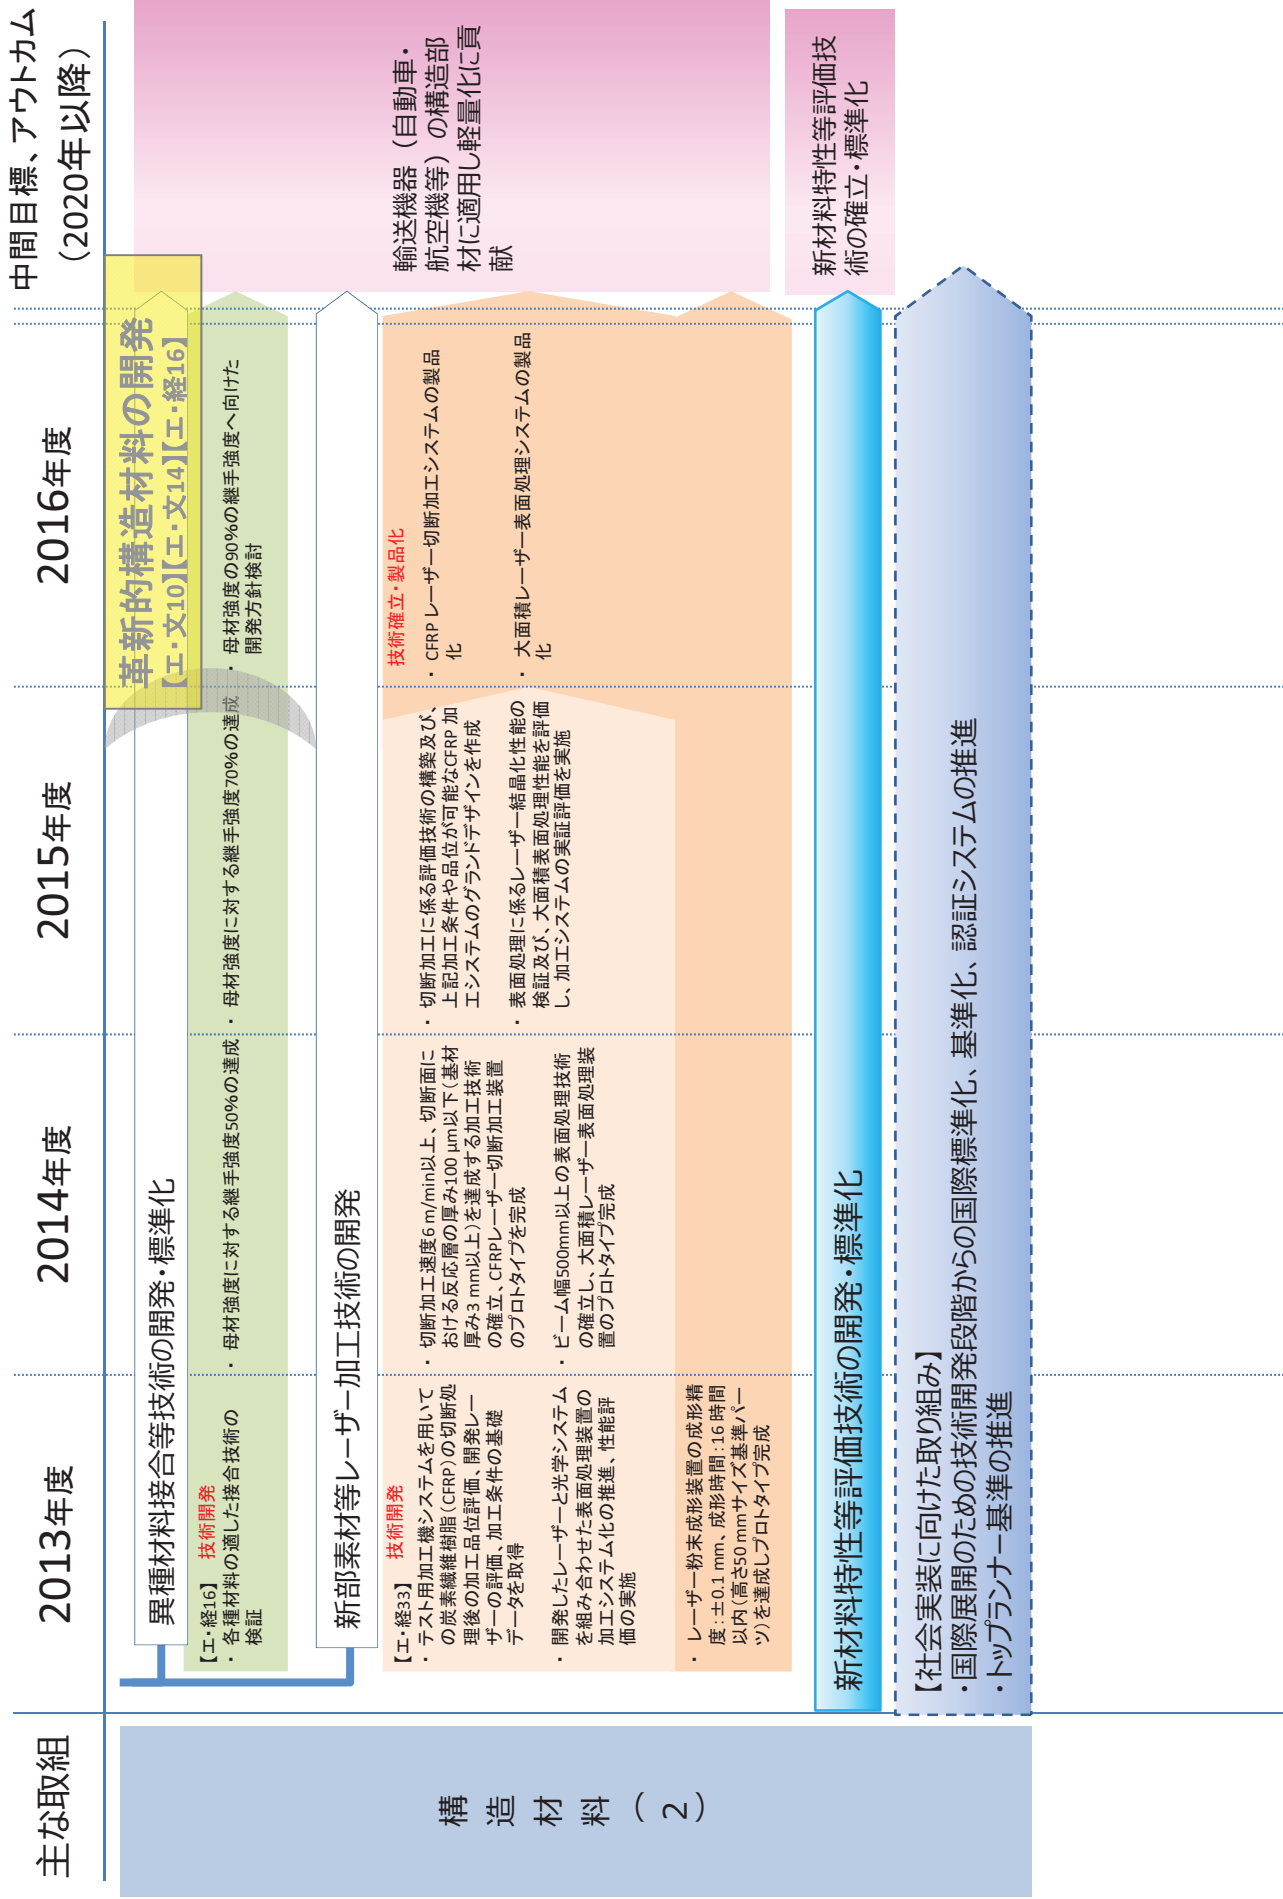 主な取組
2013年度
2014年度
2015年度
2016年度
中間目標、アウトカム
（2020年以降）
構造材料（2）
革新的構造材料の開発
【エ・文10】【エ・文14】【エ・経16】
異種材料接合等技術の開発・標準化
【エ・経16】 技術開発
・ 各種材料の適した接合技術の
検証
・ 母材強度に対する継手強度50%の達成
・ 母材強度に対する継手強度70%の達成
・ 母材強度の90%の継手強度へ向けた
開発方針検討
新部素材等レーザー加工技術の開発
【エ・経33】 技術開発
・ テスト用加工機システムを用いて
の炭素繊維樹脂（CFRP）の切断処
理後の加工品位評価、開発レー
ザーの評価、加工条件の基礎
データを取得
・ 開発したレーザーと光学システム
を組み合わせた表面処理装置の
加工システム化の推進、性能評
価の実施
・ 切断加工速度6 m/min以上、切断面に
おける反応層の厚み100 μm以下（基材
厚み3 mm以上）を達成する加工技術
の確立、CFRPレーザー切断加工装置
のプロトタイプを完成
・ ビーム幅500mm以上の表面処理技術
の確立し、大面積レーザー表面処理装
置のプロトタイプ完成
・ 切断加工に係る評価技術の構築及び、
上記加工条件や品位が可能なCFRP 加
工システムのグランドデザインを作成
・ 表面処理に係るレーザー結晶化性能の
検証及び、大面積表面処理性能を評価
し、加工システムの実証評価を実施
技術確立・製品化
・ CFRP レーザー切断加工システムの製品
化
・ 大面積レーザー表面処理システムの製品
化
・ レーザー粉末成形装置の成形精
度：±0.1 mm、成形時間：16 時間
以内（高さ50 mmサイズ基準パー
ツ）を達成しプロトタイプ完成
輸送機器（自動車・
航空機等）の構造部
材に適用し軽量化に貢
献
新材料特性等評価技術の開発・標準化
新材料特性等評価技
術の確立・標準化
【社会実装に向けた取り組み】
・国際展開のための技術開発段階からの国際標準化、基準化、認証システムの推進
・トップランナー基準の推進